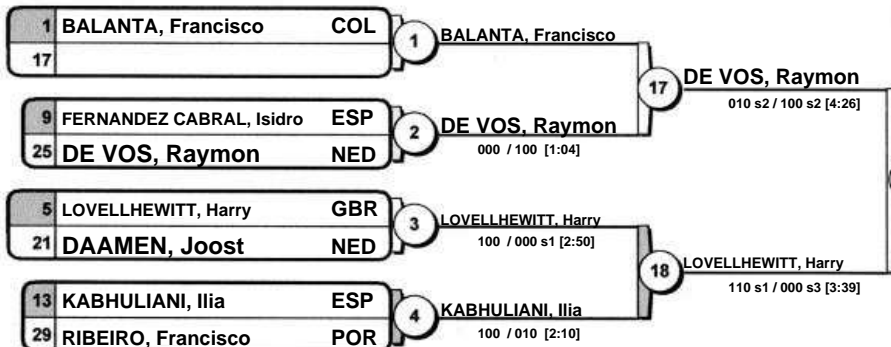 1 BALANTA, Francisco COL
17
1
BALANTA, Francisco
9 FERNANDEZ CABRAL, Isidro ESP
25 DE VOS, Raymon NED
2
DE VOS, Raymon
000 / 100 [1:04]
17
DE VOS, Raymon
010 s2 / 100 s2 [4:26]
5 LOVELLHEWITT, Harry GBR
21 DAAMEN, Joost NED
3
LOVELLHEWITT, Harry
100 / 000 s1 [2:50]
13 KABHULIANI, Ilia ESP
29 RIBEIRO, Francisco POR
4
KABHULIANI, Ilia
100 / 010 [2:10]
18
LOVELLHEWITT, Harry
110 s1 / 000 s3 [3:39]